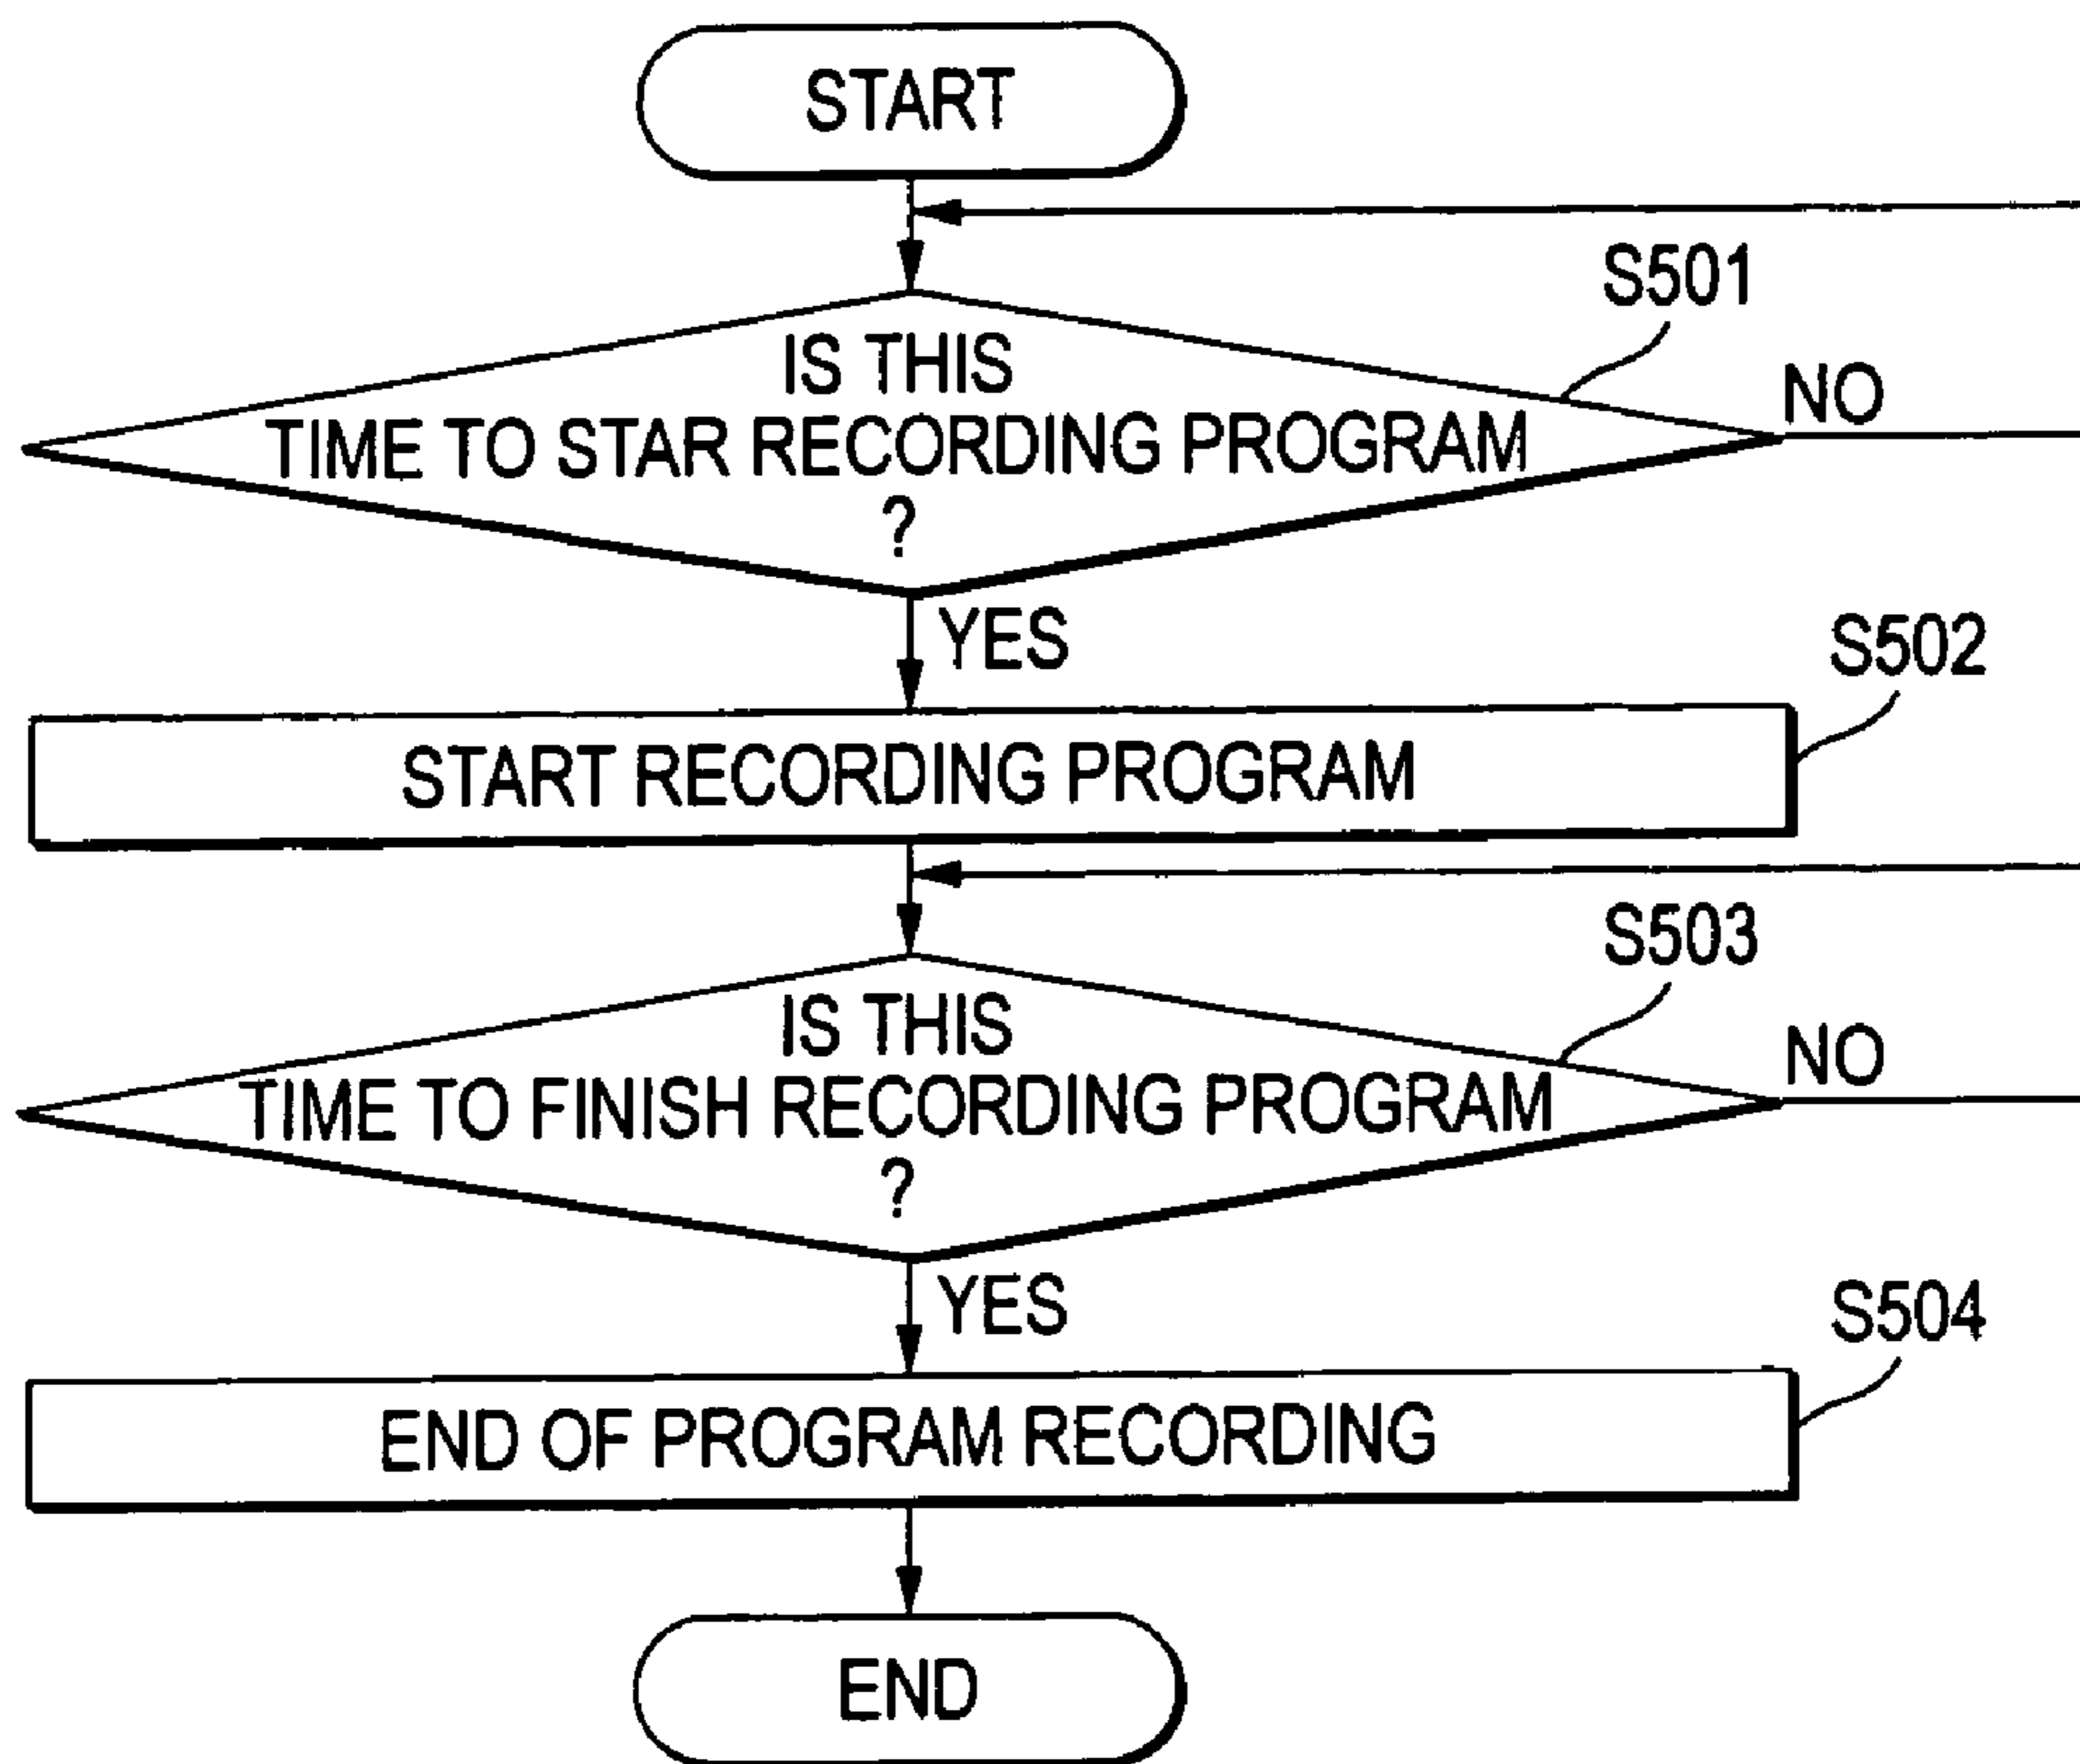 START
S501
IS THIS
TIME TO STAR RECORDING PROGRAM
?
NO
YES
S502
START RECORDING PROGRAM
S503
IS THIS
TIME TO FINISH RECORDING PROGRAM
?
NO
YES
S504
END OF PROGRAM RECORDING
END